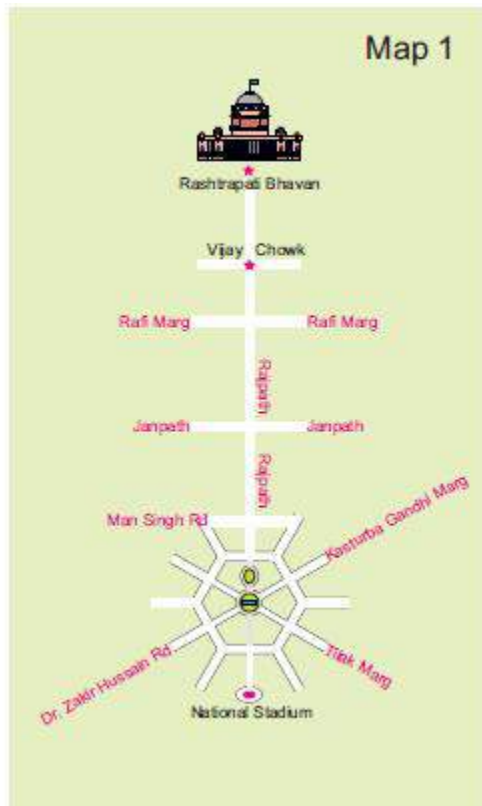 Map 1
Rashtrapati Bhavan
Vijay Chowk
Rafi Marg Rafi Marg
Rajpath
Janpath Janpath
Rajpath
Man Singh Rd
Kasturba Gandhi Marg
Dr. Zakir Hussain Rd
Tilak Marg
National Stadium